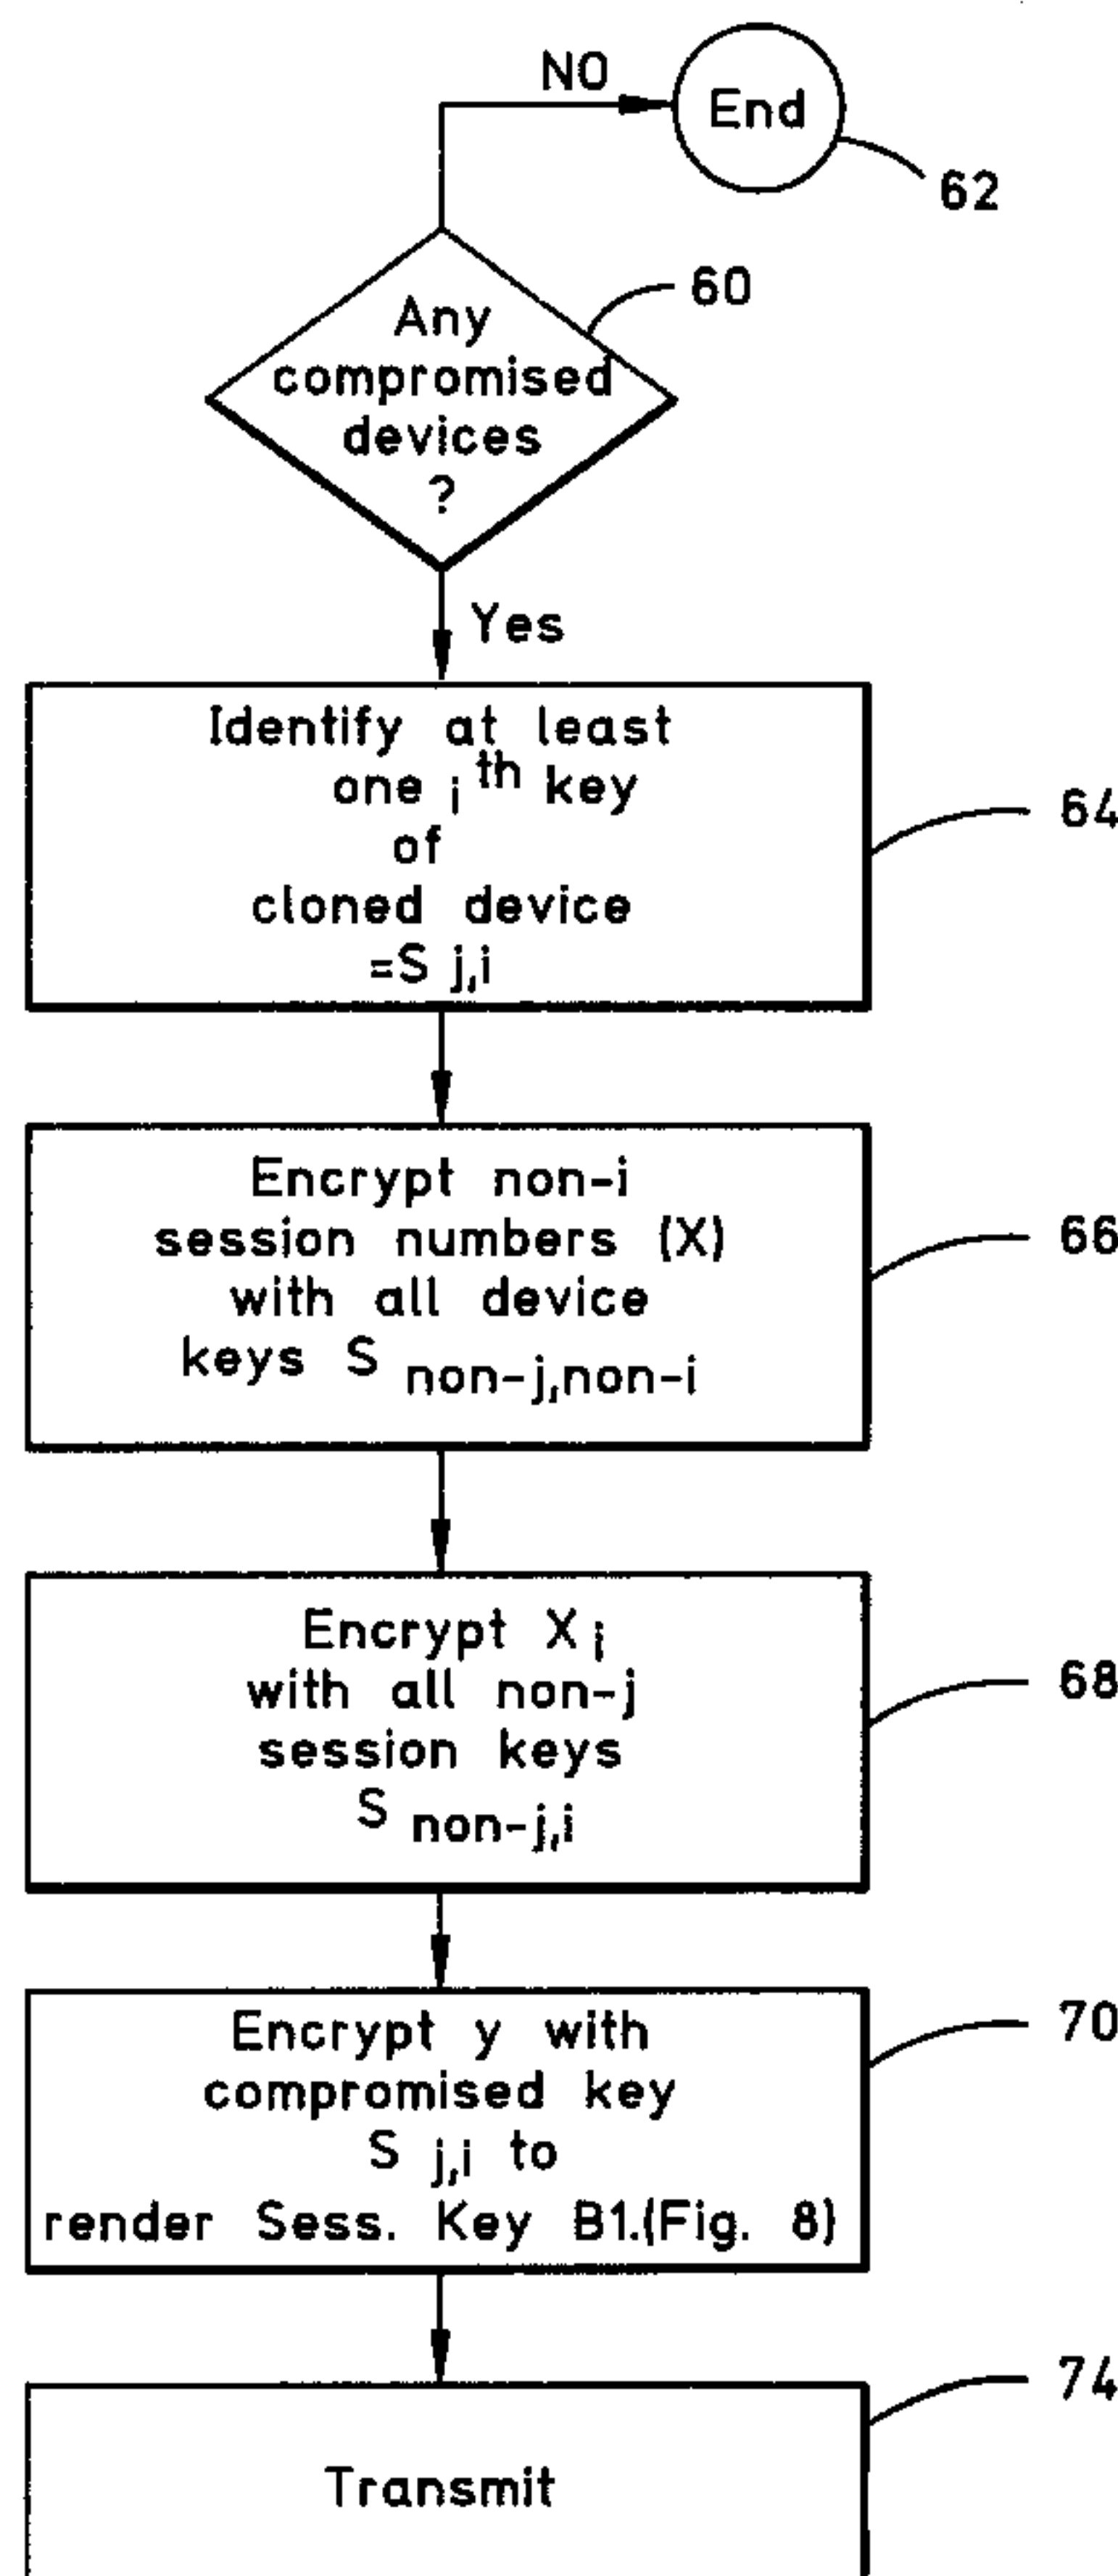 NO
End
62
60
Any
compromised
devices
?
Yes
Identify at least
one i th key
of
cloned device
=S j,i
64
Encrypt non-i
session numbers (X)
with all device
keys S non-j,non-i
66
Encrypt X i
with all non-j
session keys
S non-j,i
68
Encrypt y with
compromised key
S j,i to
render Sess. Key B1.(Fig. 8)
70
74
Transmit